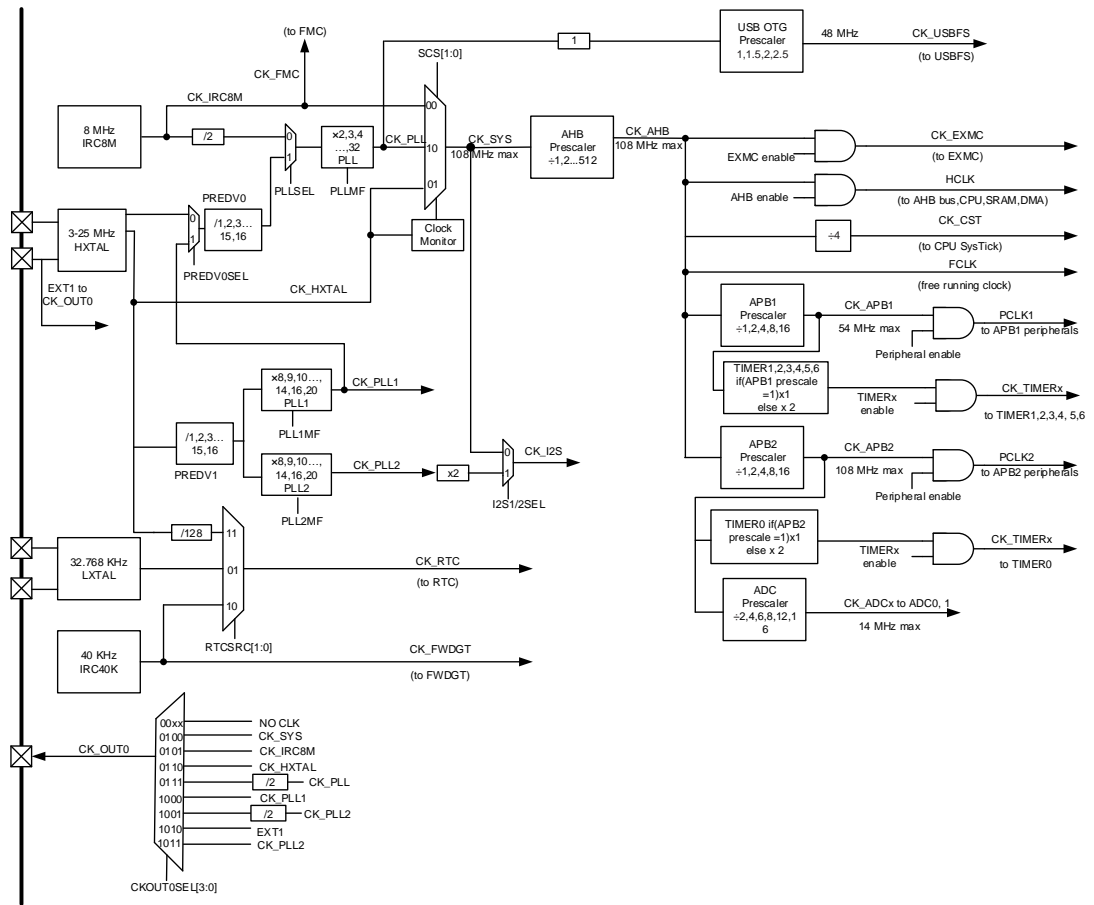 (to FMC)
CK_FMC
SCS[1:0]
1
USB OTG
Prescaler
1,1.5,2,2.5
48 MHz
CK_USBFS
(to USBFS)
CK_IRC8M
8 MHz
IRC8M
/2
0
1
PLLSEL
×2,3,4
...,32
PLL
PLLMF
CK_PLL
00
10
01
CK_SYS
108 MHz max
AHB
Prescaler
÷1,2...512
CK_AHB
108 MHz max
EXMC enable
CK_EXMC
(to EXMC)
AHB enable
HCLK
(to AHB bus,CPU,SRAM,DMA)
÷4
CK_CST
(to CPU SysTick)
FCLK
(free running clock)
Clock
Monitor
PREDV0
/1,2,3...
15,16
0
1
PREDV0SEL
3-25 MHz
HXTAL
EXT1 to
CK_OUT0
CK_HXTAL
APB1
Prescaler
÷1,2,4,8,16
CK_APB1
54 MHz max
Peripheral enable
PCLK1
to APB1 peripherals
TIMER1,2,3,4,5,6
if(APB1 prescale
=1)x1
else x 2
TIMERx
enable
CK_TIMERx
to TIMER1,2,3,4, 5,6
×8,9,10...,
14,16,20
PLL1
PLL1MF
CK_PLL1
/1,2,3...
15,16
PREDV1
×8,9,10...,
14,16,20
PLL2
PLL2MF
CK_PLL2
x2
0
1
CK_I2S
I2S1/2SEL
APB2
Prescaler
÷1,2,4,8,16
CK_APB2
108 MHz max
Peripheral enable
PCLK2
to APB2 peripherals
TIMER0 if(APB2
prescale =1)x1
else x 2
TIMERx
enable
CK_TIMERx
to TIMER0
ADC
Prescaler
÷2,4,6,8,12,1
6
CK_ADCx to ADC0, 1
14 MHz max
/128
11
01
10
RTCSRC[1:0]
32.768 KHz
LXTAL
CK_RTC
(to RTC)
40 KHz
IRC40K
CK_FWDGT
(to FWDGT)
CK_OUT0
00xx NO CLK
0100 CK_SYS
0101 CK_IRC8M
0110 CK_HXTAL
0111 /2 CK_PLL
1000 CK_PLL1
1001 /2 CK_PLL2
1010 EXT1
1011 CK_PLL2
CKOUT0SEL[3:0]